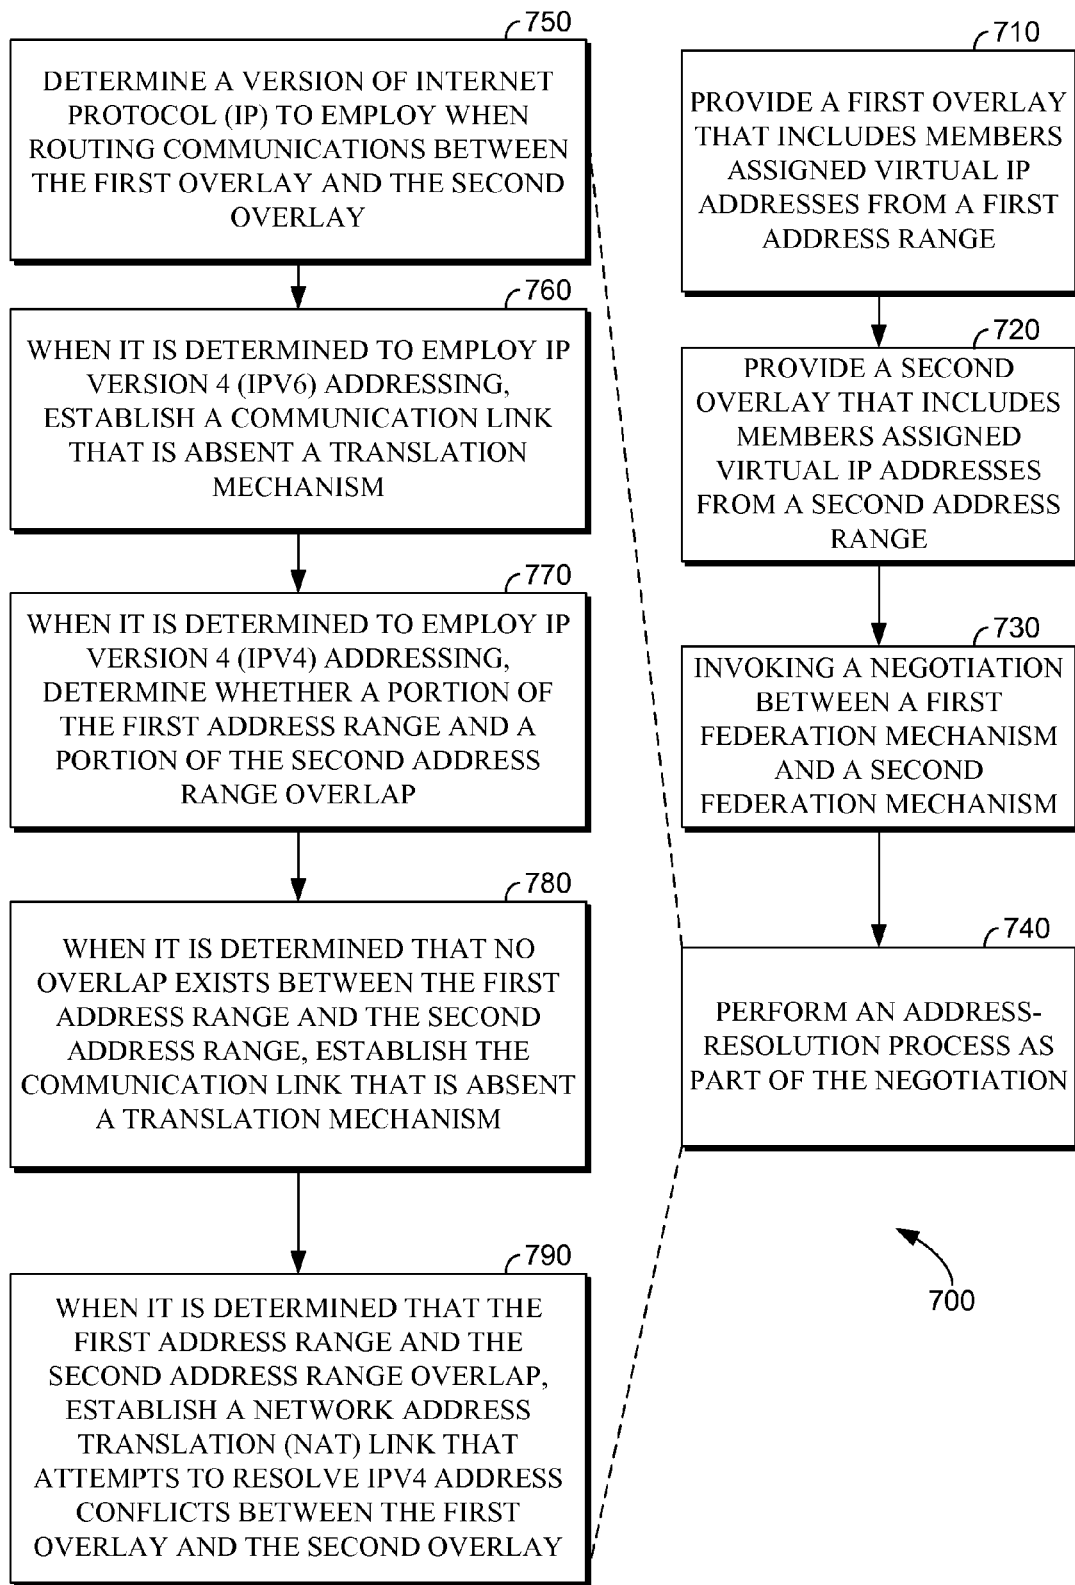 750
DETERMINE A VERSION OF INTERNET
PROTOCOL (IP) TO EMPLOY WHEN
ROUTING COMMUNICATIONS BETWEEN
THE FIRST OVERLAY AND THE SECOND
OVERLAY
760
WHEN IT IS DETERMINED TO EMPLOY IP
VERSION 4 (IPV6) ADDRESSING,
ESTABLISH A COMMUNICATION LINK
THAT IS ABSENT A TRANSLATION
MECHANISM
770
WHEN IT IS DETERMINED TO EMPLOY IP
VERSION 4 (IPV4) ADDRESSING,
DETERMINE WHETHER A PORTION OF
THE FIRST ADDRESS RANGE AND A
PORTION OF THE SECOND ADDRESS
RANGE OVERLAP
780
WHEN IT IS DETERMINED THAT NO
OVERLAP EXISTS BETWEEN THE FIRST
ADDRESS RANGE AND THE SECOND
ADDRESS RANGE, ESTABLISH THE
COMMUNICATION LINK THAT IS ABSENT
A TRANSLATION MECHANISM
790
WHEN IT IS DETERMINED THAT THE
FIRST ADDRESS RANGE AND THE
SECOND ADDRESS RANGE OVERLAP,
ESTABLISH A NETWORK ADDRESS
TRANSLATION (NAT) LINK THAT
ATTEMPTS TO RESOLVE IPV4 ADDRESS
CONFLICTS BETWEEN THE FIRST
OVERLAY AND THE SECOND OVERLAY
710
PROVIDE A FIRST OVERLAY
THAT INCLUDES MEMBERS
ASSIGNED VIRTUAL IP
ADDRESSES FROM A FIRST
ADDRESS RANGE
720
PROVIDE A SECOND
OVERLAY THAT INCLUDES
MEMBERS ASSIGNED
VIRTUAL IP ADDRESSES
FROM A SECOND ADDRESS
RANGE
730
INVOKING A NEGOTIATION
BETWEEN A FIRST
FEDERATION MECHANISM
AND A SECOND
FEDERATION MECHANISM
740
PERFORM AN ADDRESS-
RESOLUTION PROCESS AS
PART OF THE NEGOTIATION
700